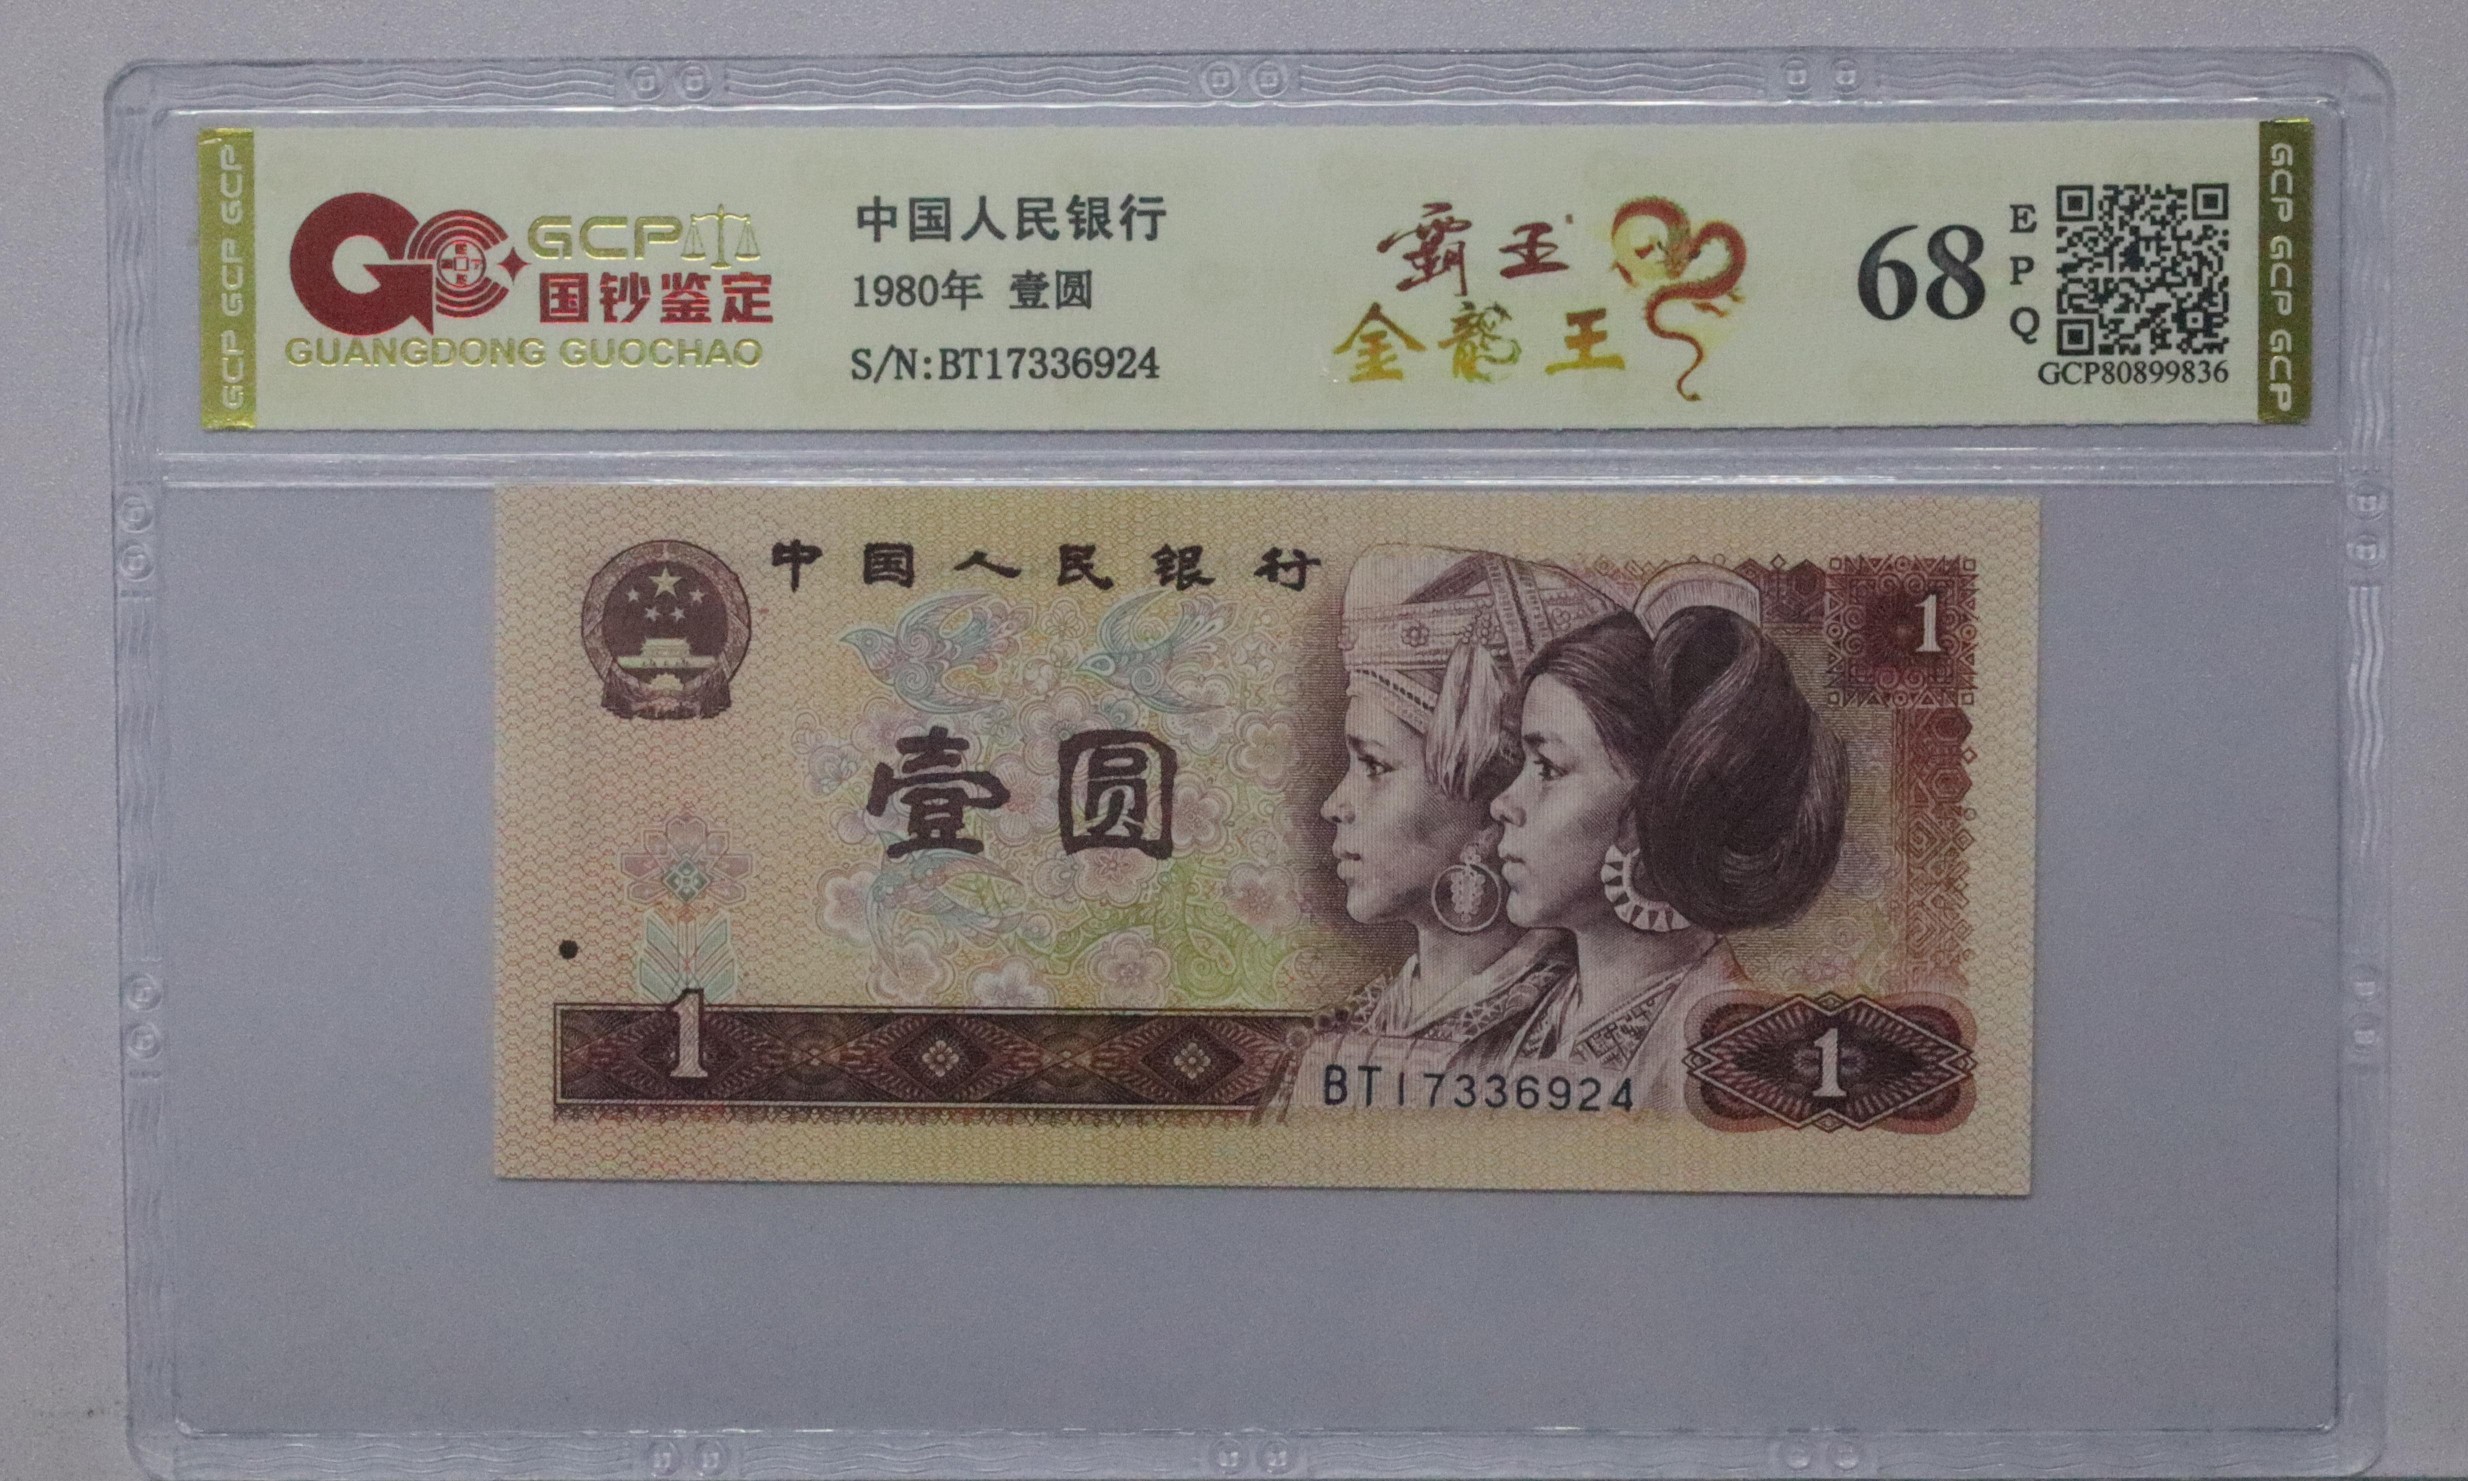 GCP GCP GCP
GCP
国钞鉴定
GUANGDONG GUOCHAO
中国人民银行
1980年 壹圆
S/N:BT17336924
霸王
金龍王
68
E
P
Q
GCP80899836
GCP GCP GCP
中国人民银行
1
壹圆
1
BT17336924
1